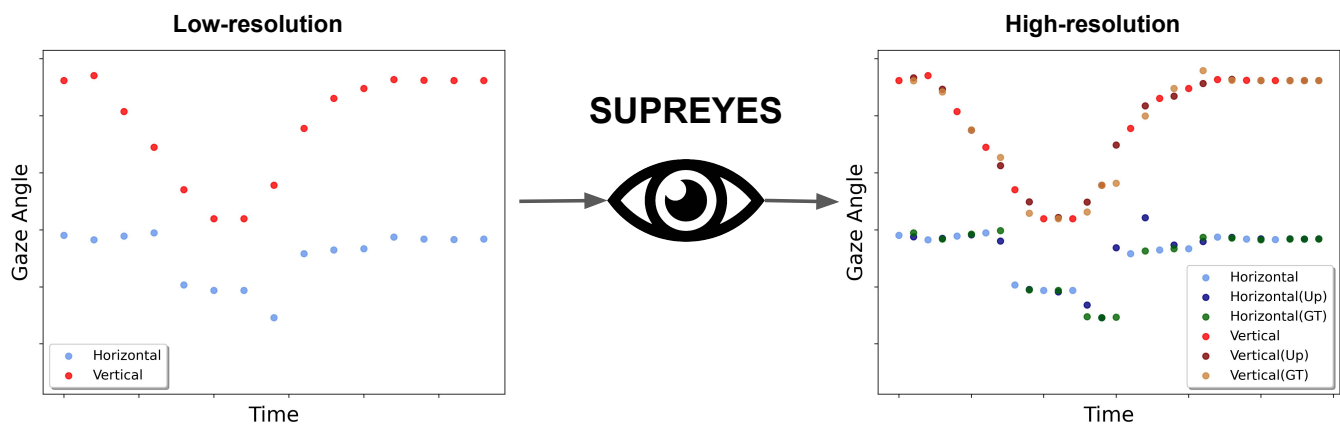 Low-resolution
Gaze Angle
Horizontal
Vertical
Time
SUPREYES
High-resolution
Gaze Angle
Horizontal
Horizontal(Up)
Horizontal(GT)
Vertical
Vertical(Up)
Vertical(GT)
Time